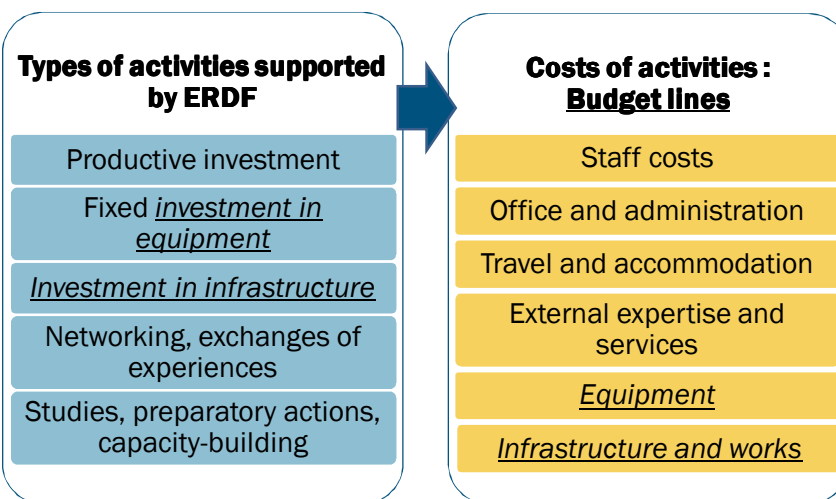 Types of activities supported
by ERDF
Productive investment
Fixed investment in
equipment
Investment in infrastructure
Networking, exchanges of
experiences
Studies, preparatory actions,
capacity-building
Costs of activities :
Budget lines
Staff costs
Office and administration
Travel and accommodation
External expertise and
services
Equipment
Infrastructure and works